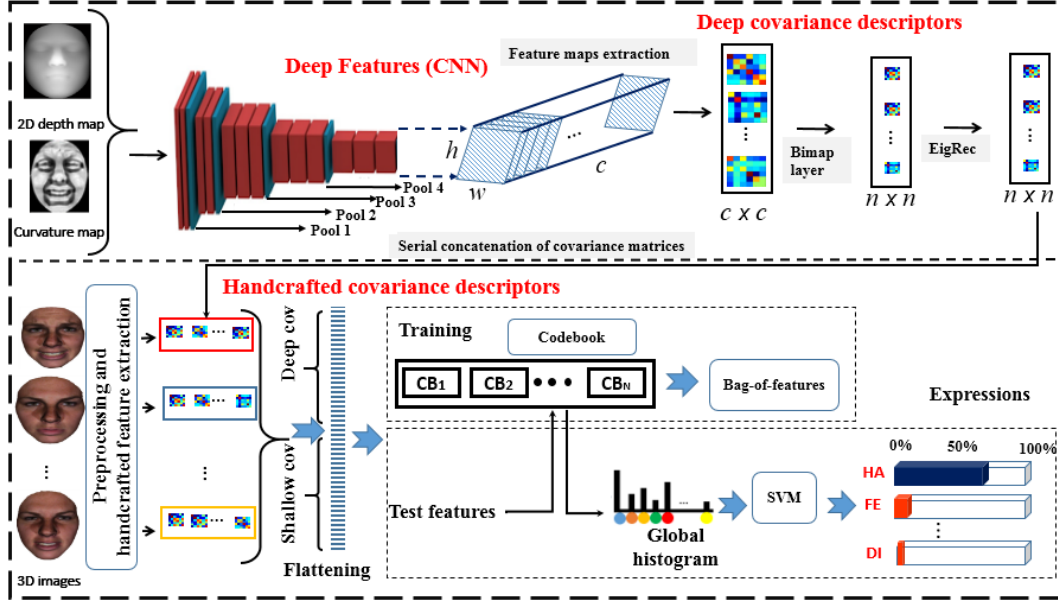 Deep covariance descriptors
Feature maps extraction
Deep Features (CNN)
2D depth map
Curvature map
h
w
c
...
Pool 4
Pool 3
Pool 2
Pool 1
c x c
Bimap
layer
n x n
EigRec
n x n
Serial concatenation of covariance matrices
Handcrafted covariance descriptors
Preprocessing and
handcrafted feature extraction
3D images
Deep cov
Shallow cov
Flattening
Training
Codebook
CB1
CB2
CBN
Bag-of-features
Expressions
Test features
Global
histogram
SVM
0% 50% 100%
HA
FE
DI